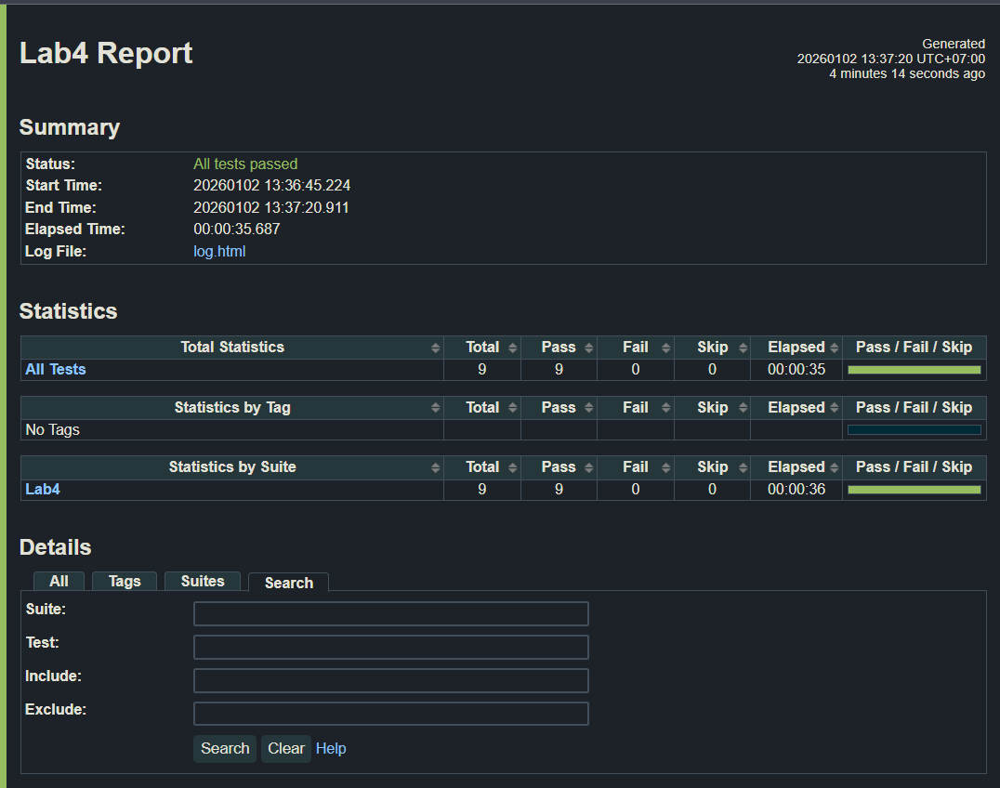 Lab4 Report
Generated
20260102 13:37:20 UTC+07:00
4 minutes 14 seconds ago
Summary
Status: All tests passed
Start Time: 20260102 13:36:45.224
End Time: 20260102 13:37:20.911
Elapsed Time: 00:00:35.687
Log File: log.html
Statistics
Total Statistics Total Pass Fail Skip Elapsed Pass / Fail / Skip
All Tests 9 9 0 0 00:00:35
Statistics by Tag Total Pass Fail Skip Elapsed Pass / Fail / Skip
No Tags
Statistics by Suite Total Pass Fail Skip Elapsed Pass / Fail / Skip
Lab4 9 9 0 0 00:00:36
Details
All Tags Suites Search
Suite:
Test:
Include:
Exclude:
Search Clear Help